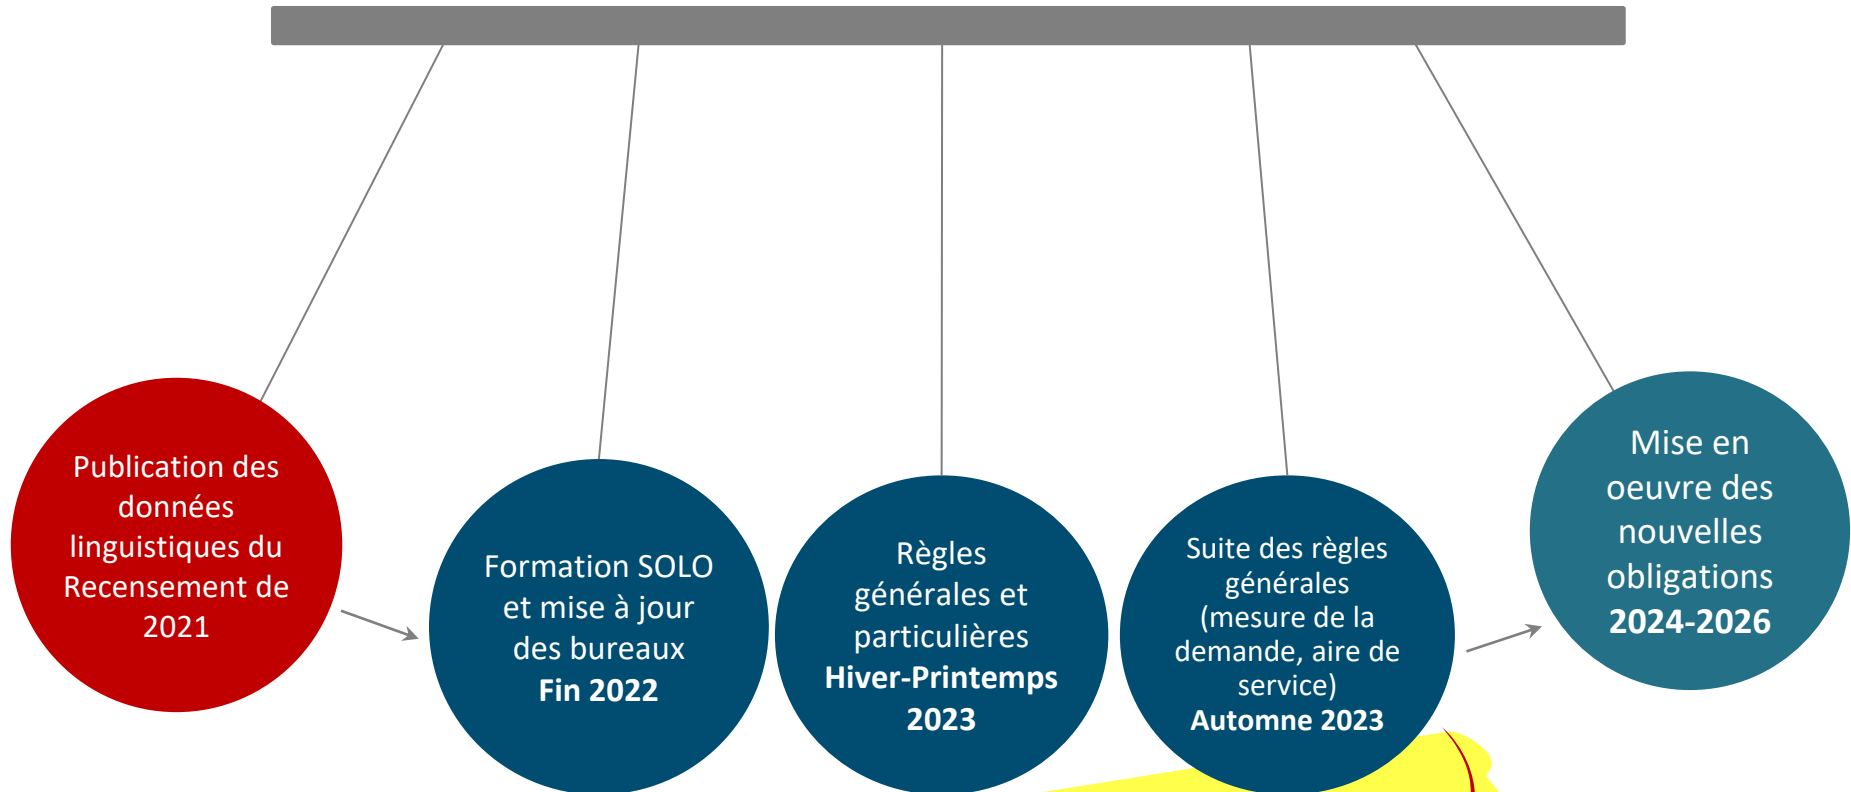 Publication des
données
linguistiques du
Recensement de
2021
Formation SOLO
et mise à jour
des bureaux
Fin 2022
Règles
générales et
particulières
Hiver-Printemps
2023
Suite des règles
générales
(mesure de la
demande, aire de
service)
Automne 2023
Mise en
oeuvre des
nouvelles
obligations
2024-2026